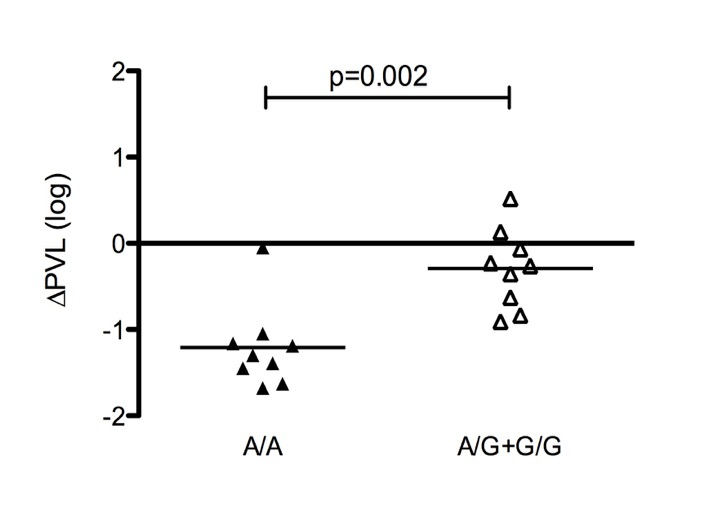 p=0.002
2
1
0
-1
-2
ΔPVL (log)
A/A
A/G+G/G